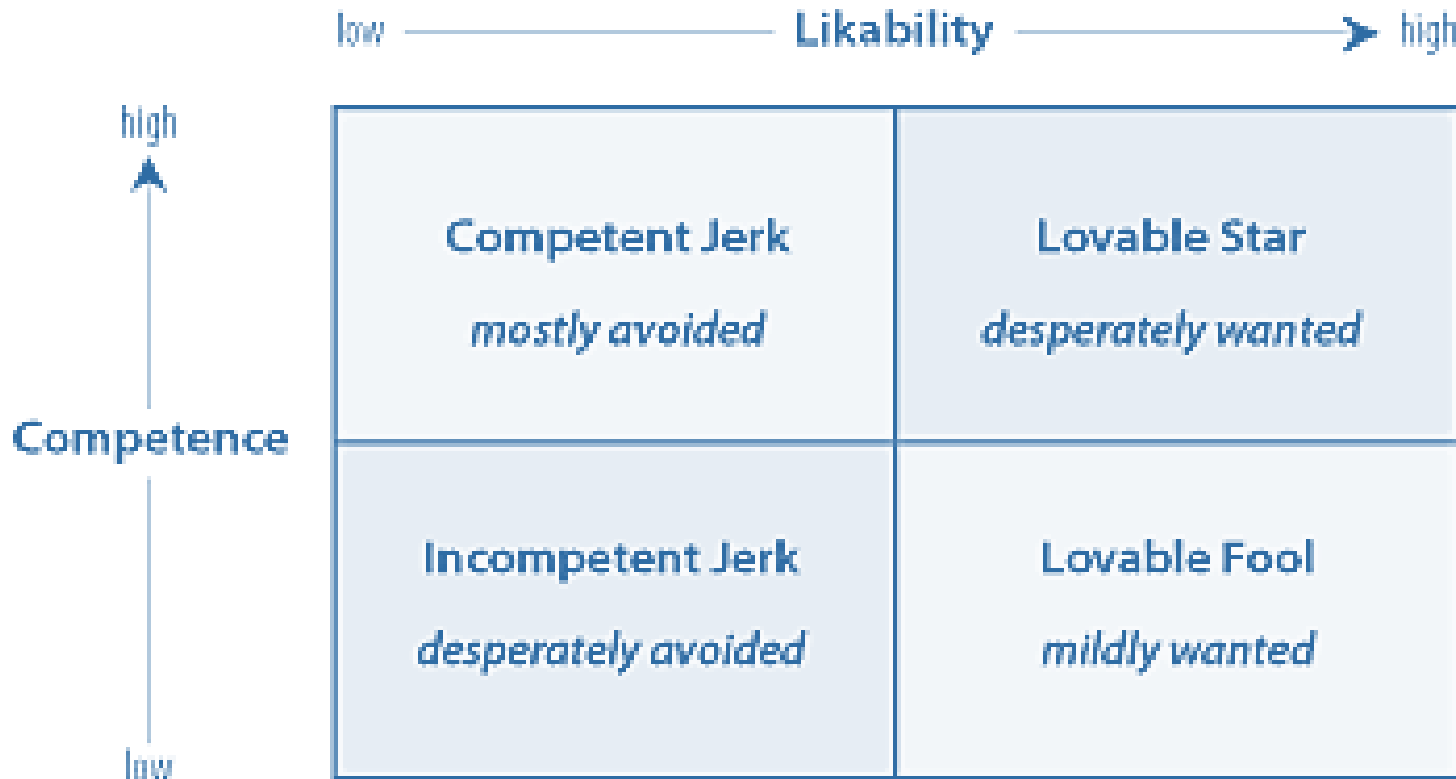 low Likability high
high
Competent Jerk Lovable Star
mostly avoided desperately wanted
Competence
Incompetent Jerk Lovable Fool
desperately avoided mildly wanted
low